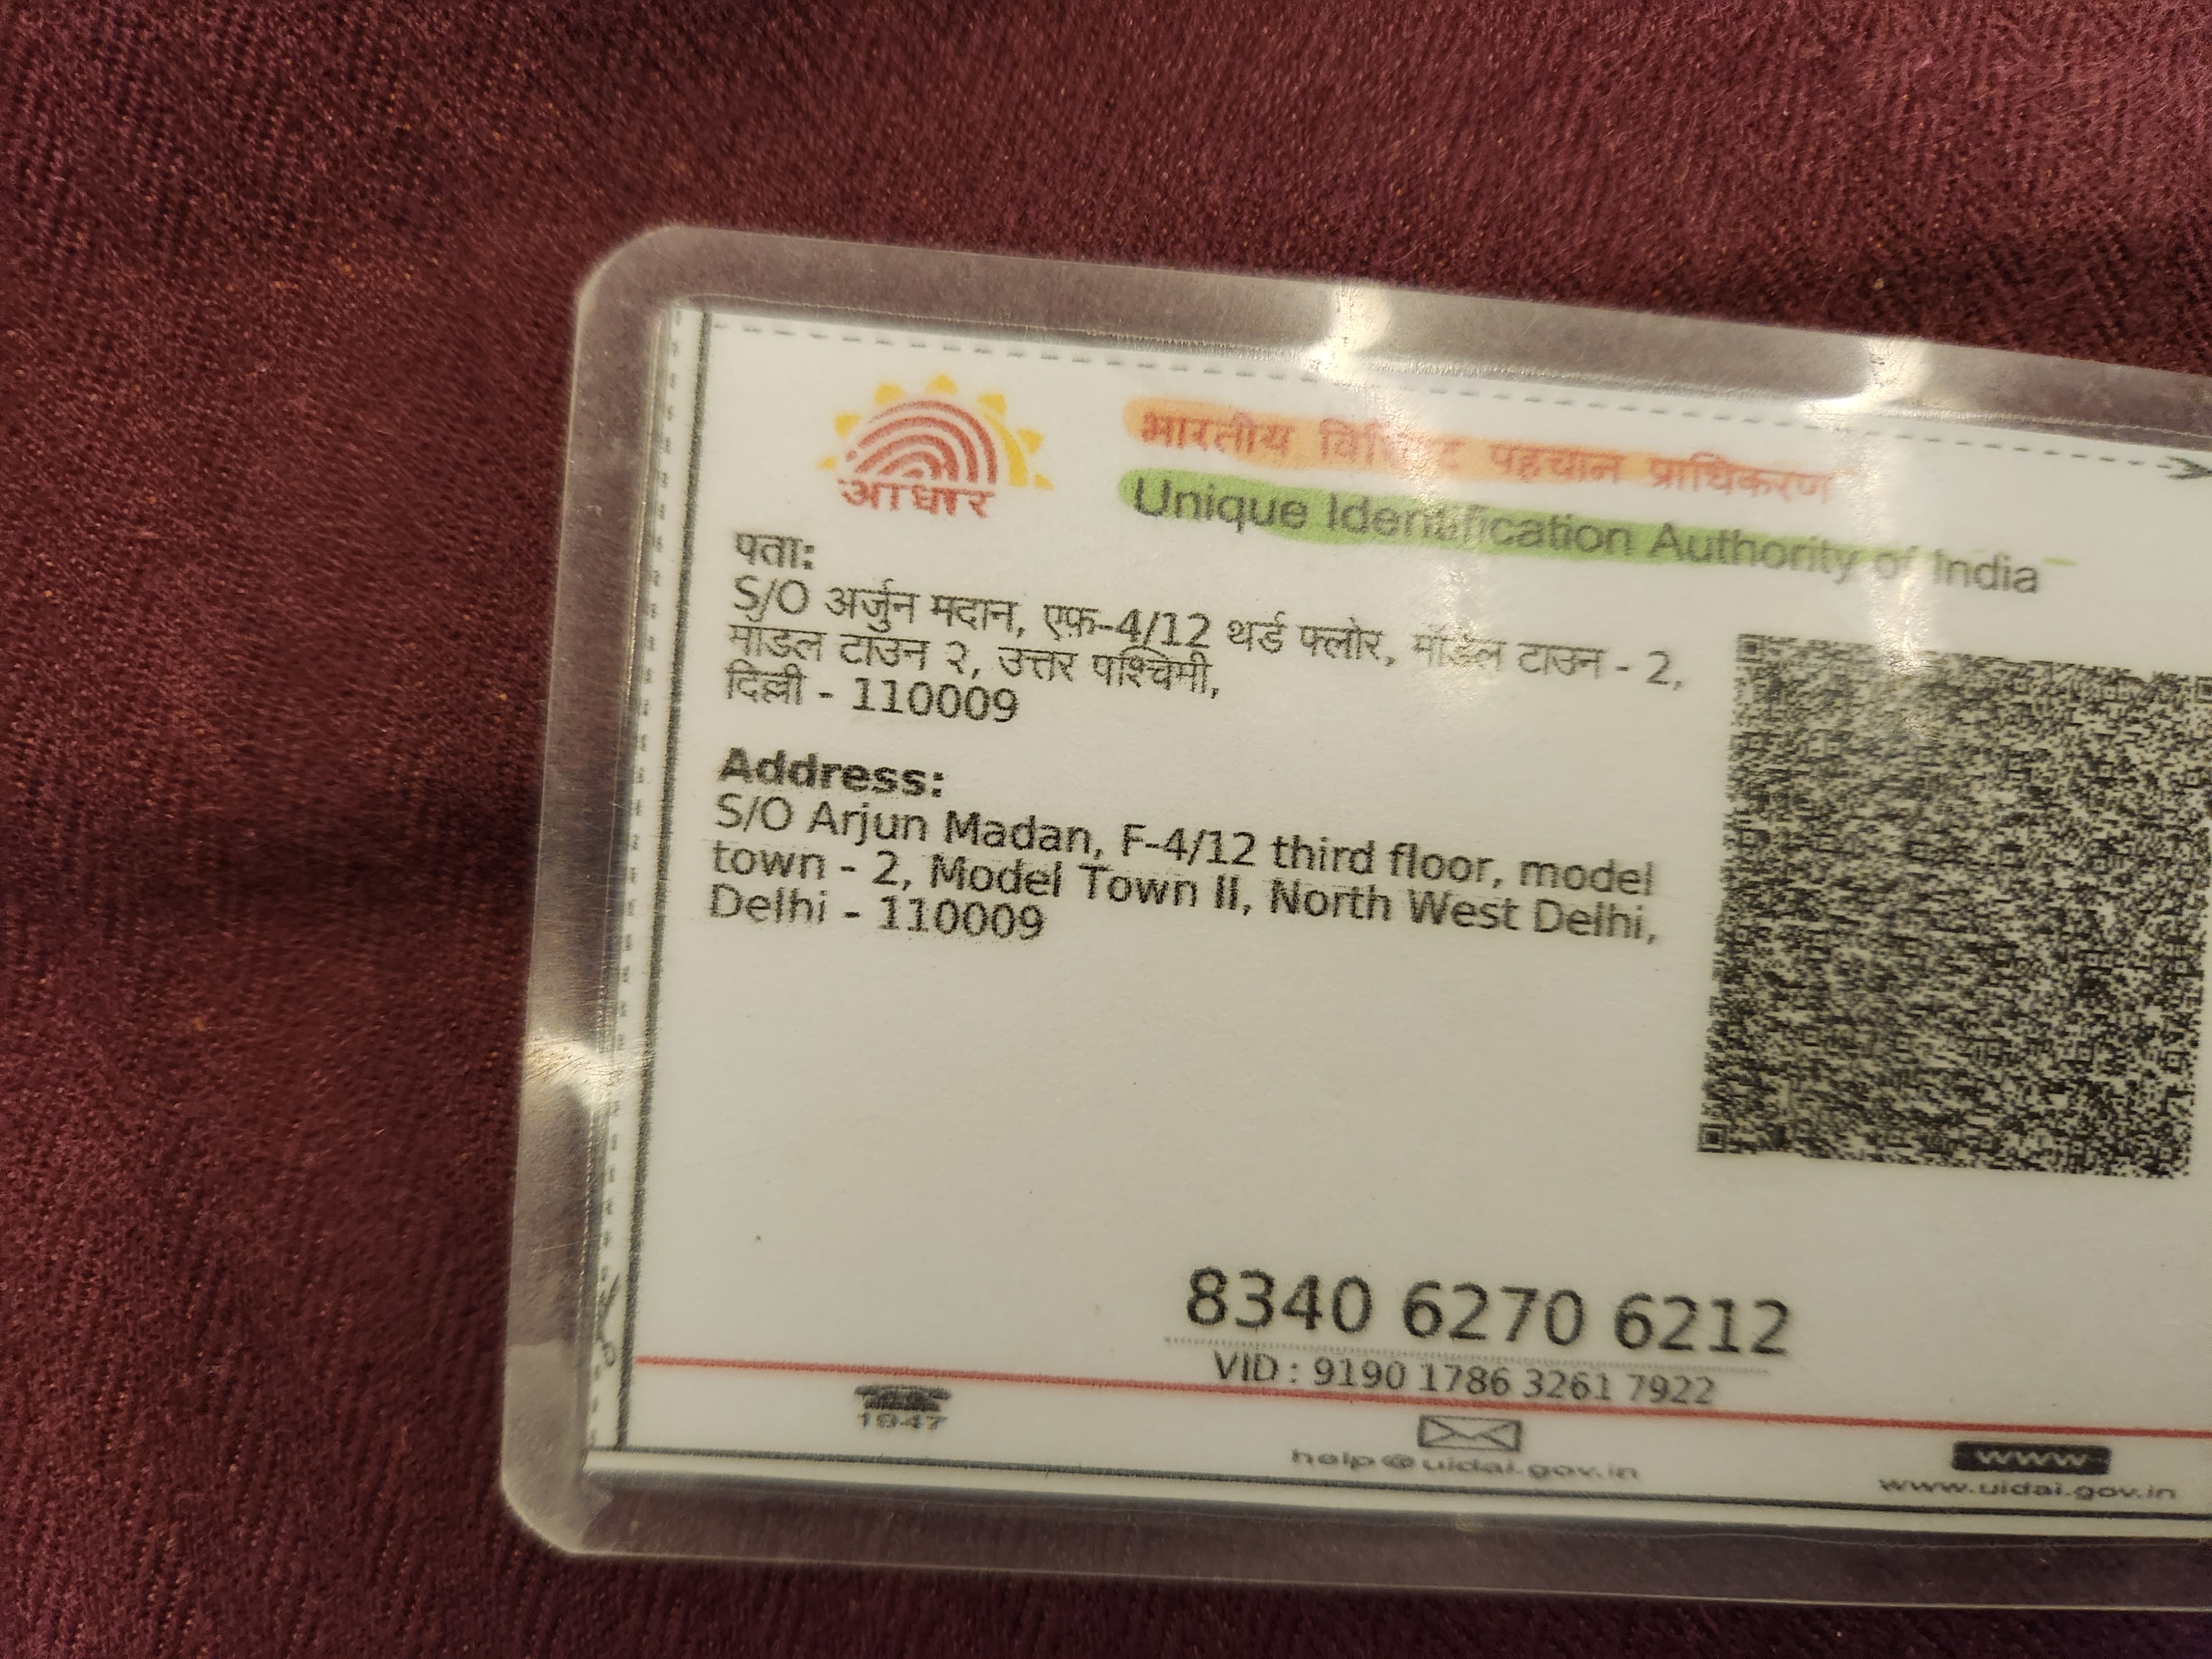 आधार
भारतीय विशिष्ट पहचान प्राधिकरण
Unique Identification Authority of India
पता:
S/O अर्जुन मदान, एफ़-4/12 थर्ड फ्लोर, मॉडल टाउन - 2,
मॉडल टाउन २, उत्तर पश्चिमी,
दिल्ली - 110009
Address:
S/O Arjun Madan, F-4/12 third floor, model
town - 2, Model Town II, North West Delhi,
Delhi - 110009
8340 6270 6212
VID : 9190 1786 3261 7922
1947
help@uidai.gov.in
www
www.uidai.gov.in